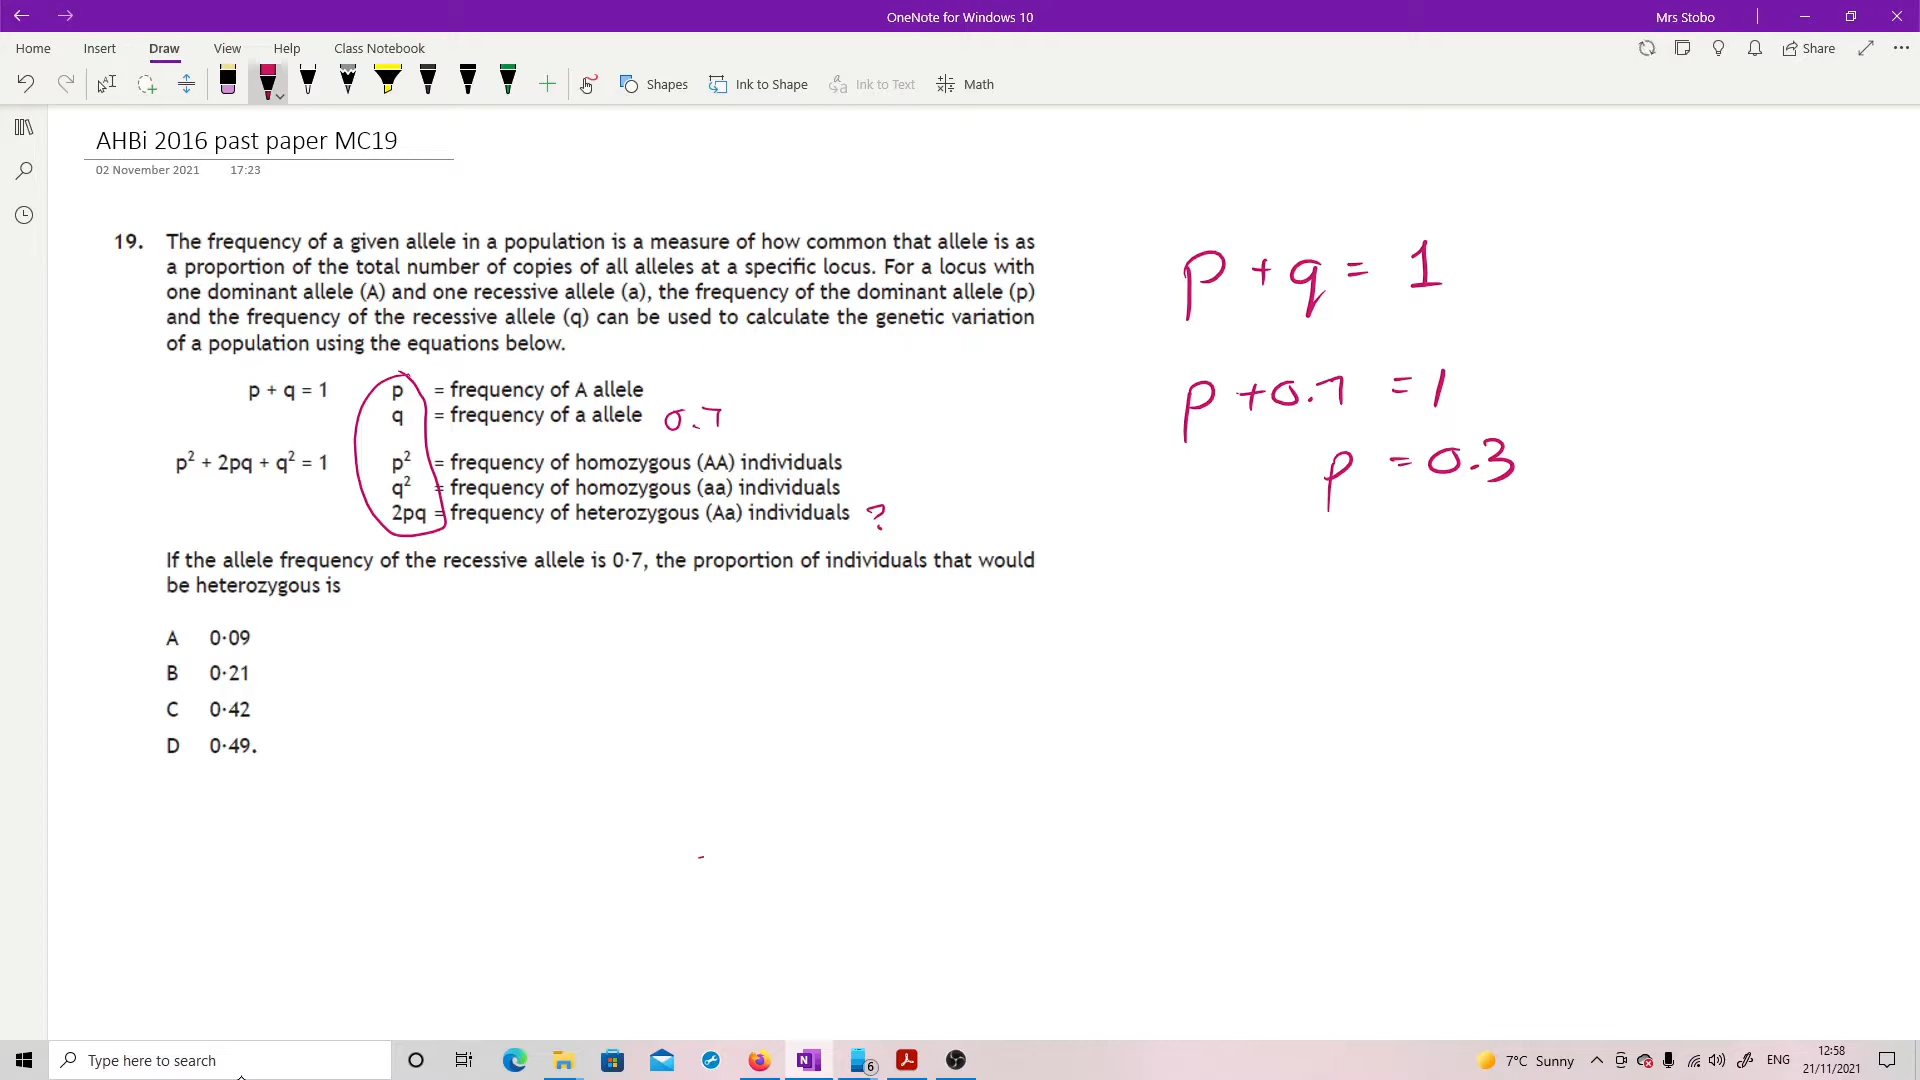 OneNote for Windows 10
Mrs Stobo
Home Insert Draw View Help Class Notebook
Share
Shapes Ink to Shape Ink to Text Math
AHBi 2016 past paper MC19
02 November 2021 17:23
19. The frequency of a given allele in a population is a measure of how common that allele is as
a proportion of the total number of copies of all alleles at a specific locus. For a locus with
one dominant allele (A) and one recessive allele (a), the frequency of the dominant allele (p)
and the frequency of the recessive allele (q) can be used to calculate the genetic variation
of a population using the equations below.
p + q = 1 p = frequency of A allele
q = frequency of a allele 0.7
p² + 2pq + q² = 1 p² = frequency of homozygous (AA) individuals
q² = frequency of homozygous (aa) individuals
2pq = frequency of heterozygous (Aa) individuals ?
If the allele frequency of the recessive allele is 0·7, the proportion of individuals that would
be heterozygous is
A 0·09
B 0·21
C 0·42
D 0·49.
p + q = 1
p + 0.7 = 1
p = 0.3
Type here to search
6
7°C Sunny
ENG
12:58
21/11/2021